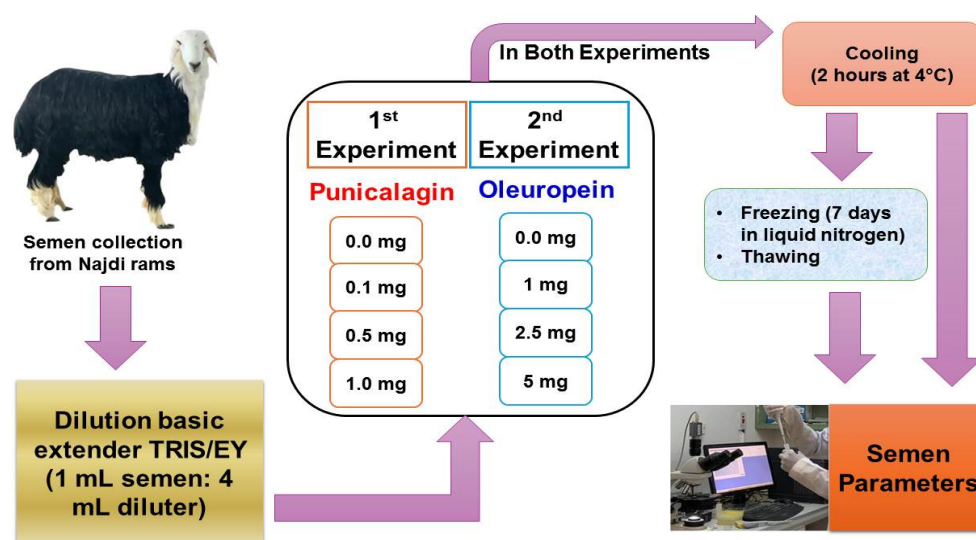 Semen collection
from Najdi rams
Dilution basic
extender TRIS/EY
(1 mL semen: 4
mL diluter)
1st
Experiment
Punicalagin
0.0 mg
0.1 mg
0.5 mg
1.0 mg
2nd
Experiment
Oleuropein
0.0 mg
1 mg
2.5 mg
5 mg
In Both Experiments
Cooling
(2 hours at 4°C)
• Freezing (7 days
in liquid nitrogen)
• Thawing
Semen
Parameters